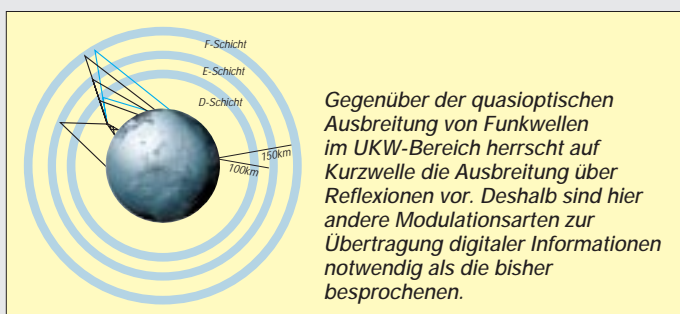 F-Schicht
E-Schicht
D-Schicht
150km
100km
Gegenüber der quasioptischen
Ausbreitung von Funkwellen
im UKW-Bereich herrscht auf
Kurzwelle die Ausbreitung über
Reflexionen vor. Deshalb sind hier
andere Modulationsarten zur
Übertragung digitaler Informationen
notwendig als die bisher
besprochenen.